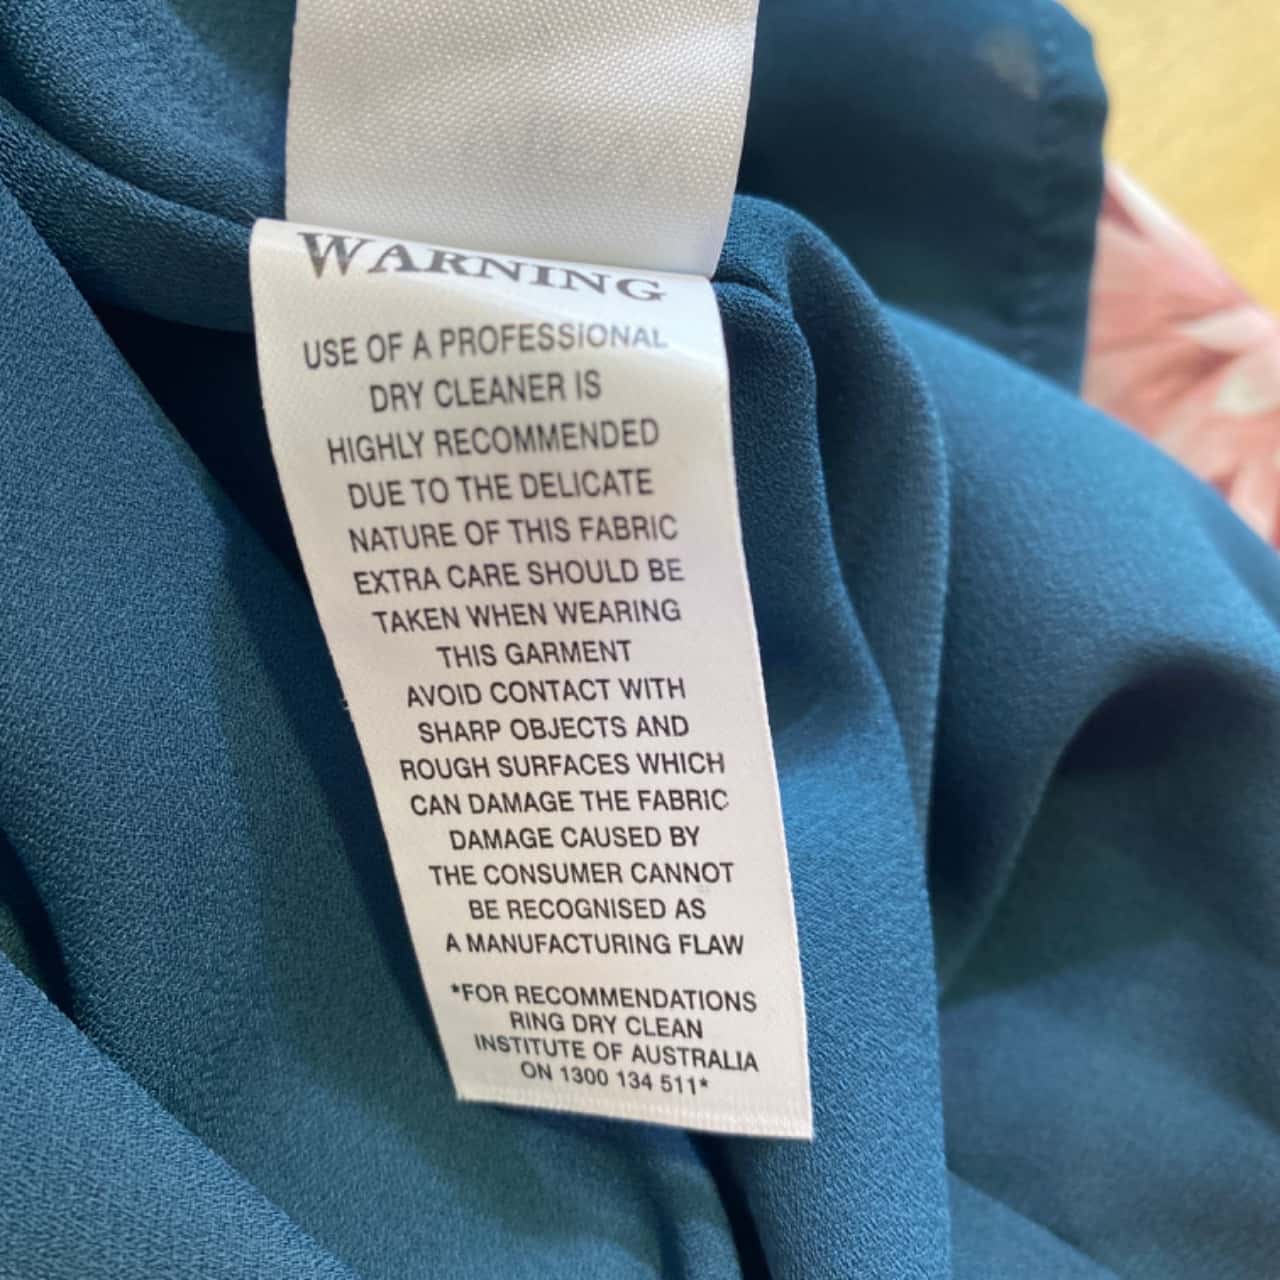 WARNING
USE OF A PROFESSIONAL
DRY CLEANER IS
HIGHLY RECOMMENDED
DUE TO THE DELICATE
NATURE OF THIS FABRIC
EXTRA CARE SHOULD BE
TAKEN WHEN WEARING
THIS GARMENT
AVOID CONTACT WITH
SHARP OBJECTS AND
ROUGH SURFACES WHICH
CAN DAMAGE THE FABRIC
DAMAGE CAUSED BY
THE CONSUMER CANNOT
BE RECOGNISED AS
A MANUFACTURING FLAW
*FOR RECOMMENDATIONS
RING DRY CLEAN
INSTITUTE OF AUSTRALIA
ON 1300 134 511*